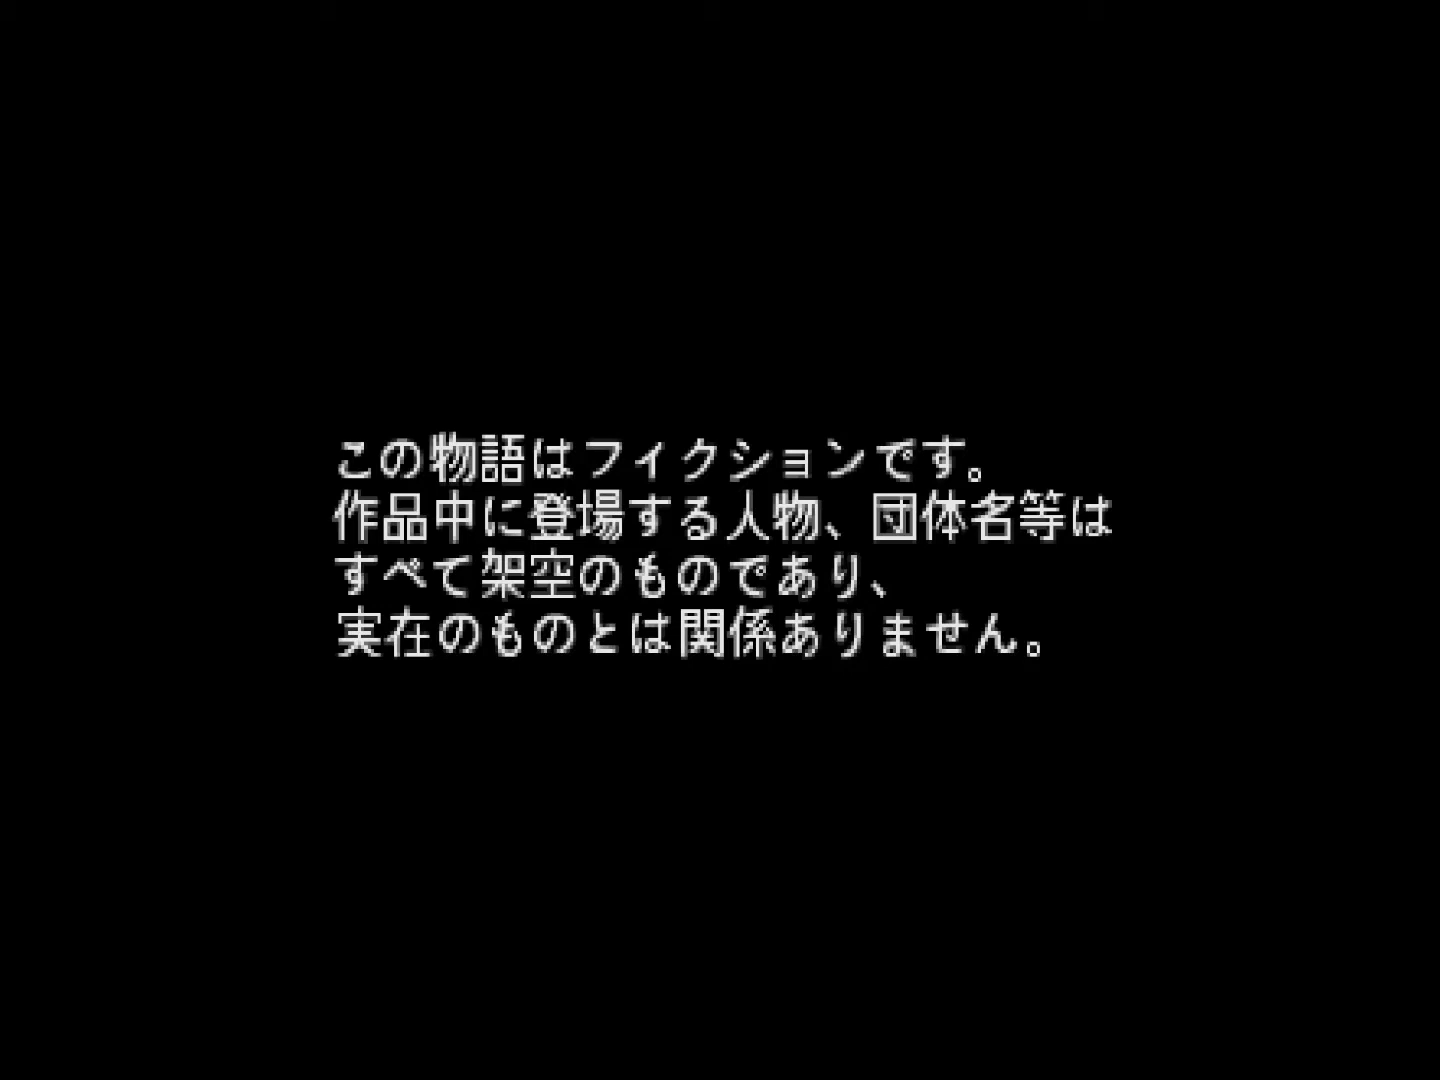 この物語はフィクションです。
作品中に登場する人物、団体名等は
すべて架空のものであり、
実在のものとは関係ありません。